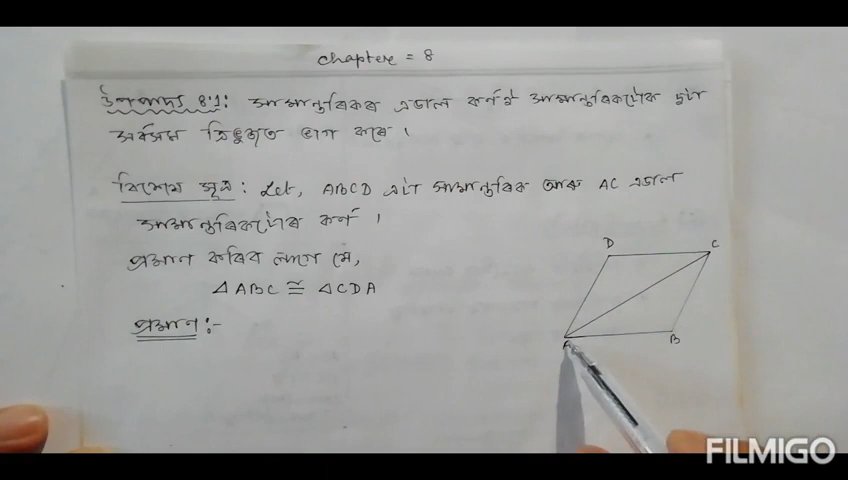 Chapter = 8
উপপাদ্য 8.1: সামান্তৰিকৰ এডাল কৰ্ণই সামান্তৰিকটোক দুটা
সৰ্বসম ত্ৰিভুজত ভাগ কৰে ।
বিশেষ সূত্ৰ : Let, ABCD এটা সামান্তৰিক আৰু AC এডাল
সামান্তৰিকটোৰ কৰ্ণ ।
প্ৰমাণ কৰিব লাগে যে,
Δ ABC ≅ Δ CDA
প্ৰমাণ :-
D C
A B
FILMIGO